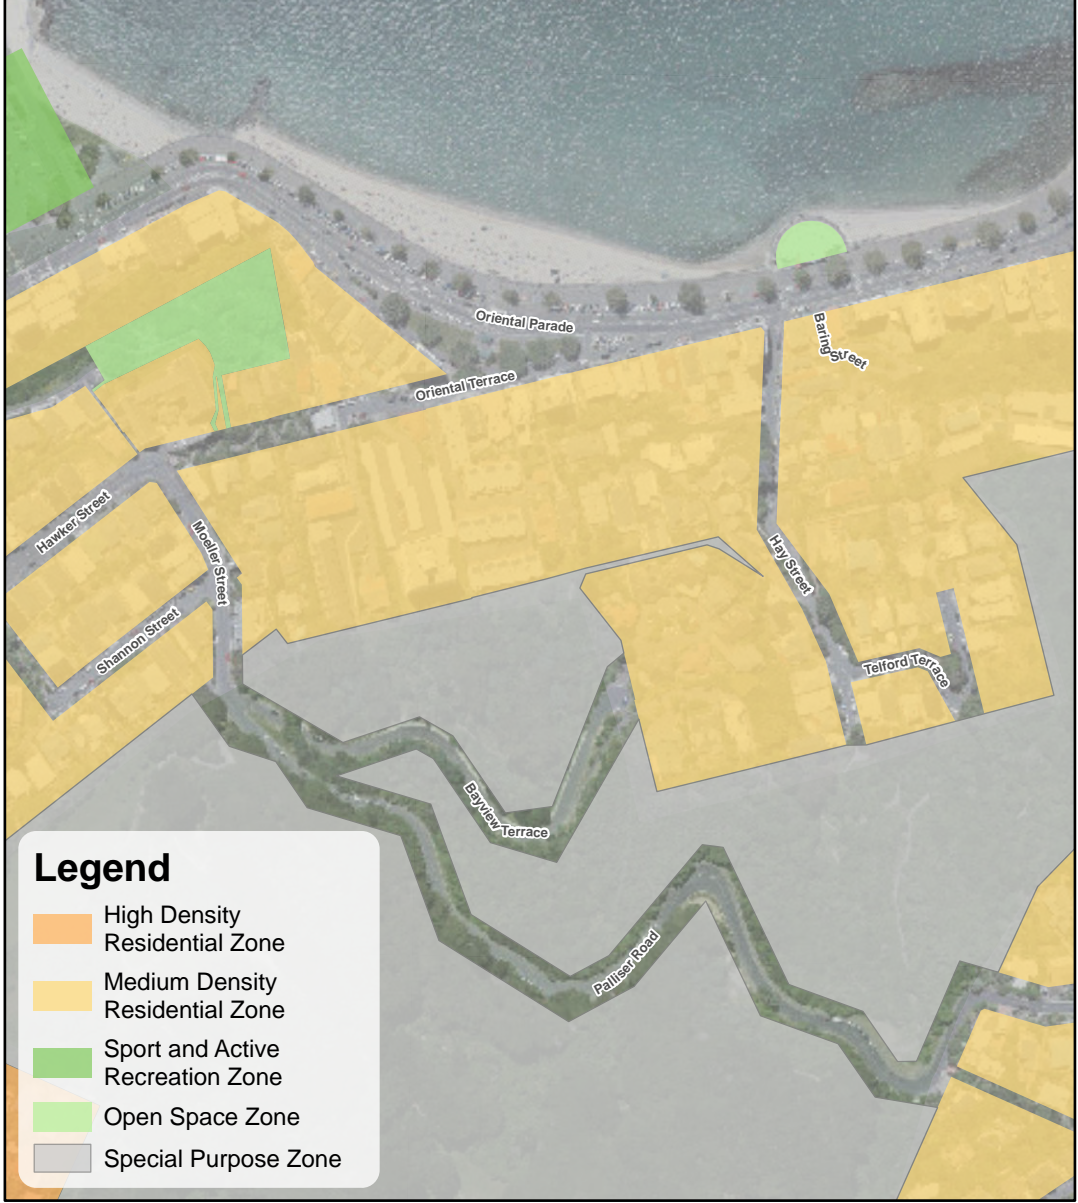 Oriental Parade
Baring Street
Oriental Terrace
Hawker Street
Moeller Street
Hay Street
Shannon Street
Telford Terrace
Bayview Terrace
Palliser Road
Legend
High Density
Residential Zone
Medium Density
Residential Zone
Sport and Active
Recreation Zone
Open Space Zone
Special Purpose Zone